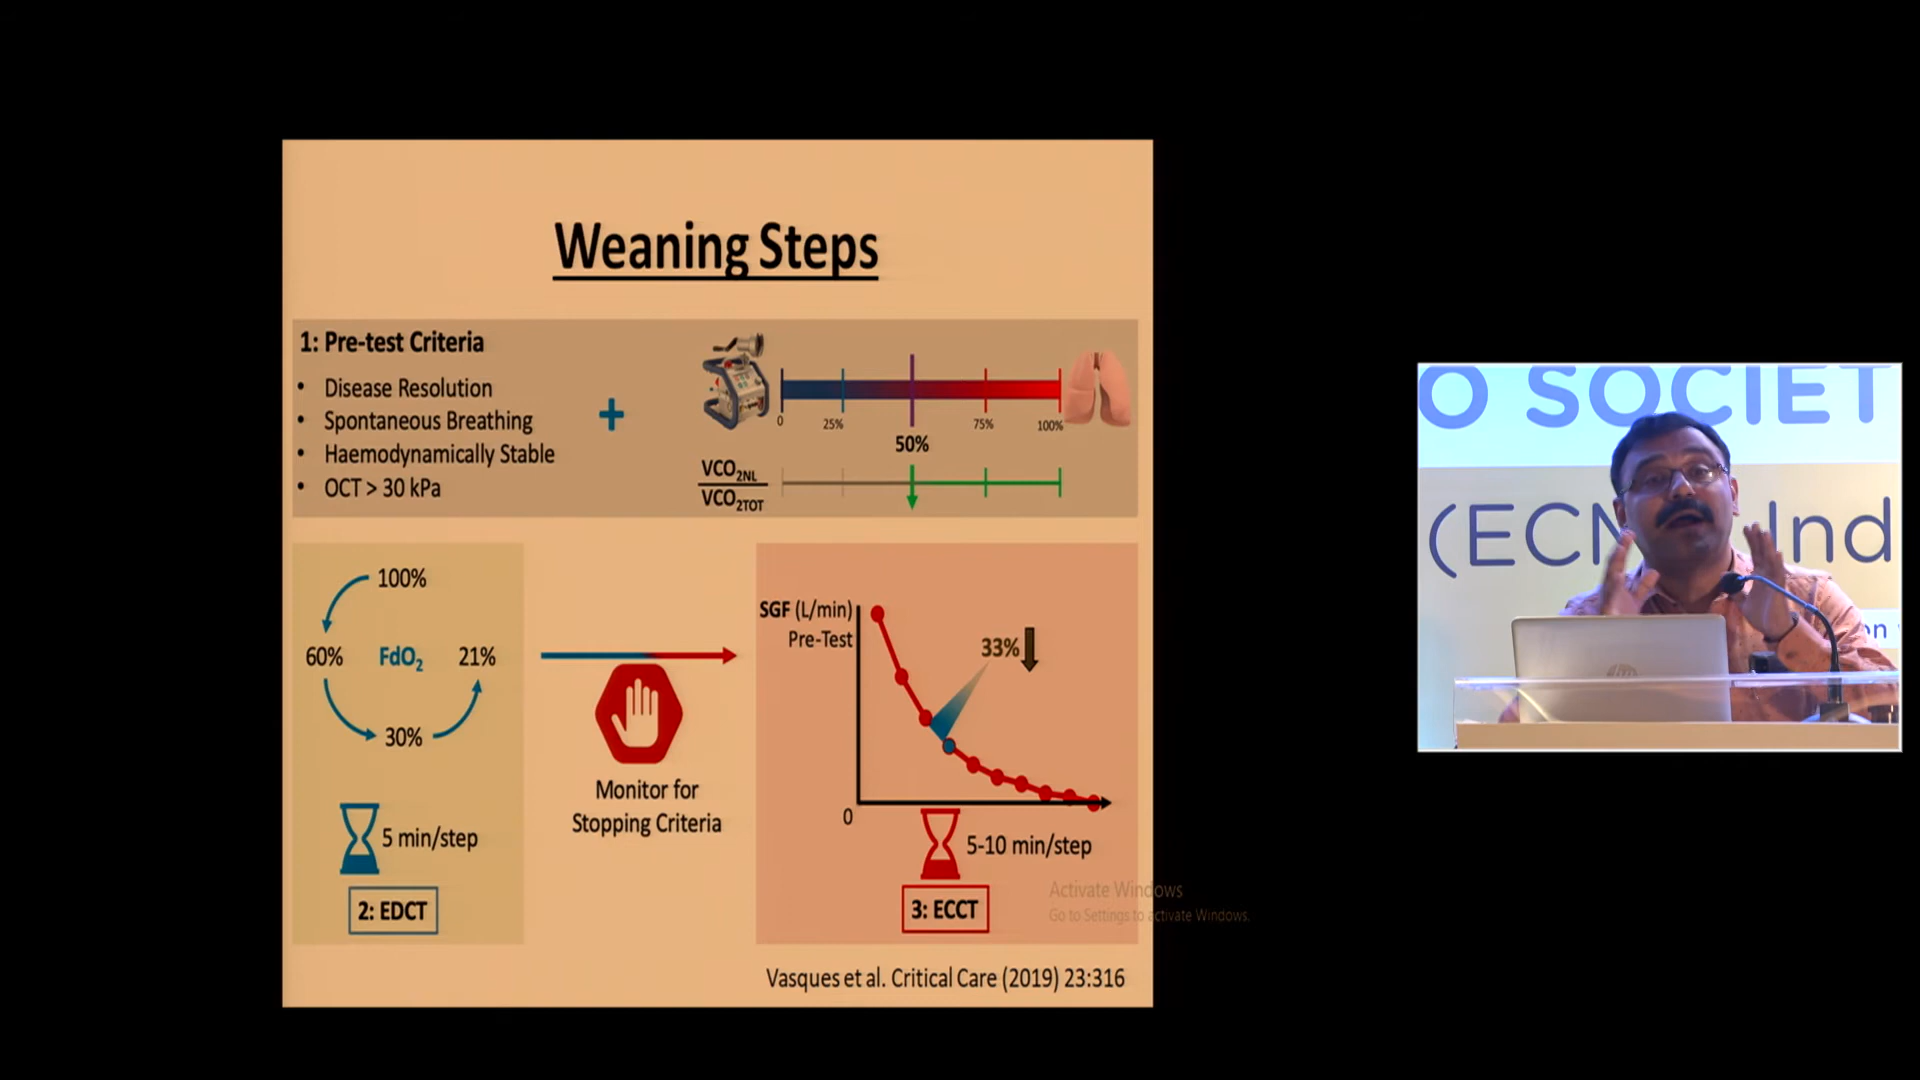 Weaning Steps
1: Pre-test Criteria
• Disease Resolution
• Spontaneous Breathing
• Haemodynamically Stable
• OCT > 30 kPa
+
0 25% 75% 100%
50%
VCO2NL
VCO2TOT
100%
60% FdO2 21%
30%
5 min/step
2: EDCT
Monitor for
Stopping Criteria
SGF (L/min)
Pre-Test
33%
0
5-10 min/step
3: ECCT
Vasques et al. Critical Care (2019) 23:316
Activate Windows
Go to Settings to activate Windows.
O SOCIET
(ECM Ind
on
hp